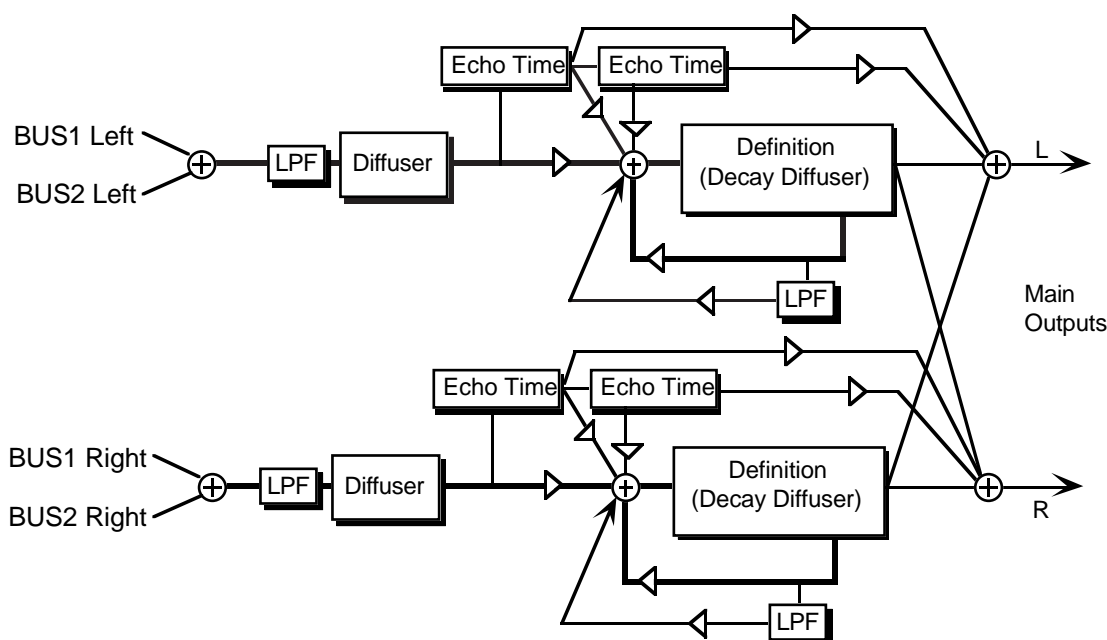 Echo Time
Echo Time
BUS1 Left
BUS2 Left
LPF
Diffuser
Definition
(Decay Diffuser)
L
LPF
Main
Outputs
Echo Time
Echo Time
BUS1 Right
BUS2 Right
LPF
Diffuser
Definition
(Decay Diffuser)
R
LPF